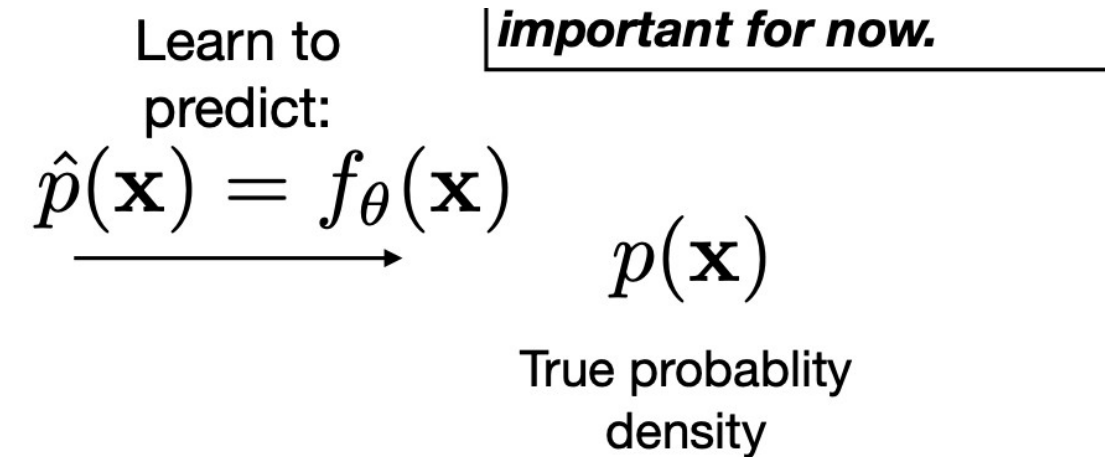 Learn to
predict:
p̂(x) = f_θ(x)
important for now.
p(x)
True probablity
density